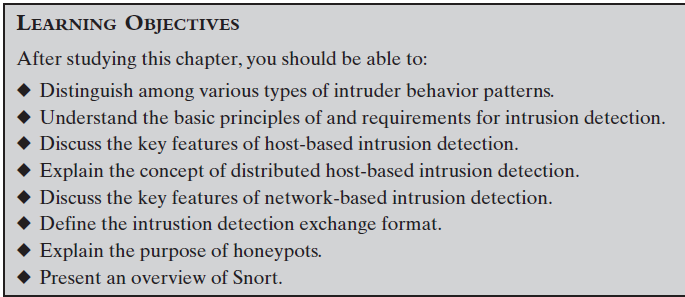 LEARNING OBJECTIVES
After studying this chapter, you should be able to:
◆ Distinguish among various types of intruder behavior patterns.
◆ Understand the basic principles of and requirements for intrusion detection.
◆ Discuss the key features of host-based intrusion detection.
◆ Explain the concept of distributed host-based intrusion detection.
◆ Discuss the key features of network-based intrusion detection.
◆ Define the intrustion detection exchange format.
◆ Explain the purpose of honeypots.
◆ Present an overview of Snort.